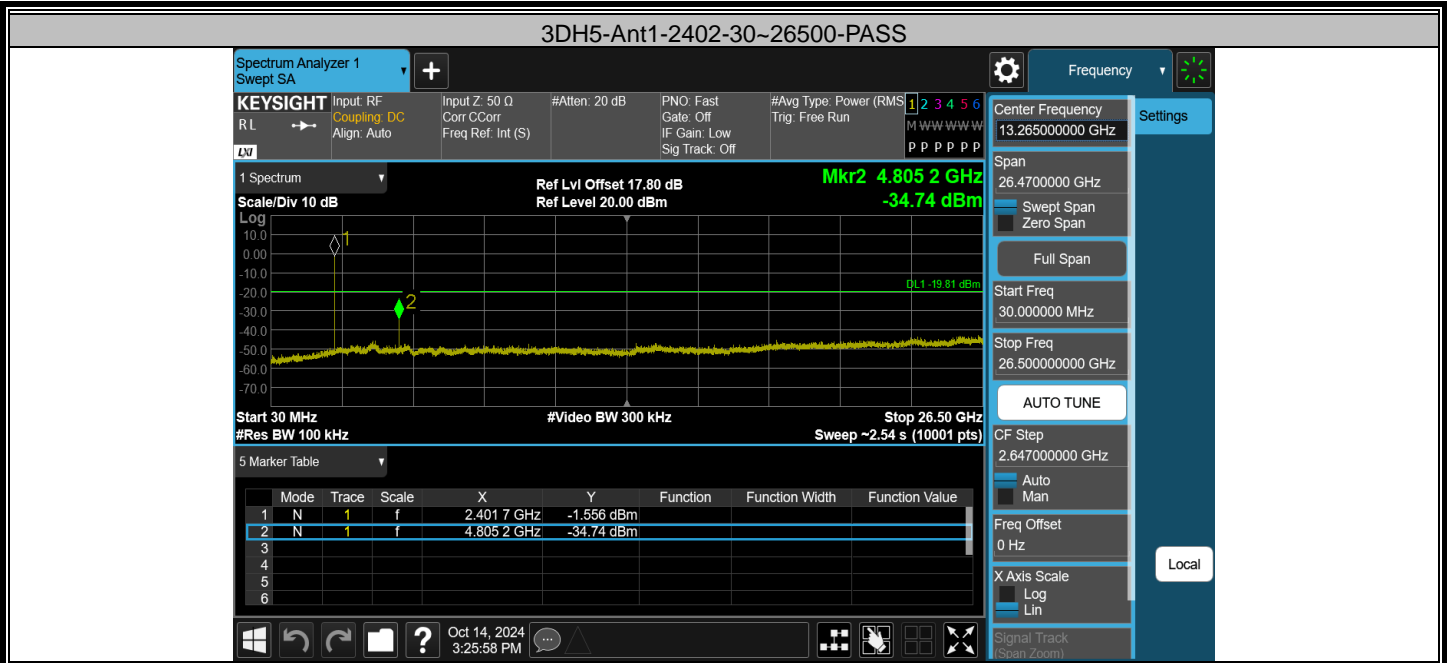 3DH5-Ant1-2402-30~26500-PASS
Spectrum Analyzer 1
Swept SA
Frequency
KEYSIGHT
RL
LXI
Input: RF
Coupling: DC
Align: Auto
Input Z: 50 Ω
Corr CCorr
Freq Ref: Int (S)
#Atten: 20 dB
PNO: Fast
Gate: Off
IF Gain: Low
Sig Track: Off
#Avg Type: Power (RMS
Trig: Free Run
1 2 3 4 5 6
M W W W W W
P P P P P P
1 Spectrum
Scale/Div 10 dB
Ref Lvl Offset 17.80 dB
Ref Level 20.00 dBm
Mkr2 4.805 2 GHz
-34.74 dBm
Log
10.0
0.00
-10.0
-20.0
-30.0
-40.0
-50.0
-60.0
-70.0
1
2
DL1 -19.81 dBm
Start 30 MHz
#Res BW 100 kHz
#Video BW 300 kHz
Stop 26.50 GHz
Sweep ~2.54 s (10001 pts)
5 Marker Table
Mode Trace Scale X Y Function Function Width Function Value
1 N 1 f 2.401 7 GHz -1.556 dBm
2 N 1 f 4.805 2 GHz -34.74 dBm
3
4
5
6
Oct 14, 2024
3:25:58 PM
Center Frequency
13.265000000 GHz
Span
26.4700000 GHz
Swept Span
Zero Span
Full Span
Start Freq
30.000000 MHz
Stop Freq
26.500000000 GHz
AUTO TUNE
CF Step
2.647000000 GHz
Auto
Man
Freq Offset
0 Hz
X Axis Scale
Log
Lin
Signal Track
(Span Zoom)
Settings
Local